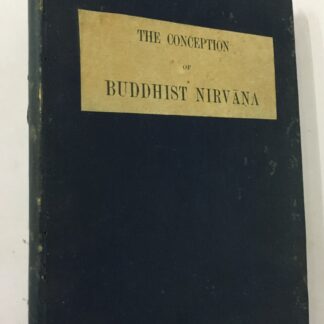 THE CONCEPTION
OF
BUDDHIST NIRVĀNA